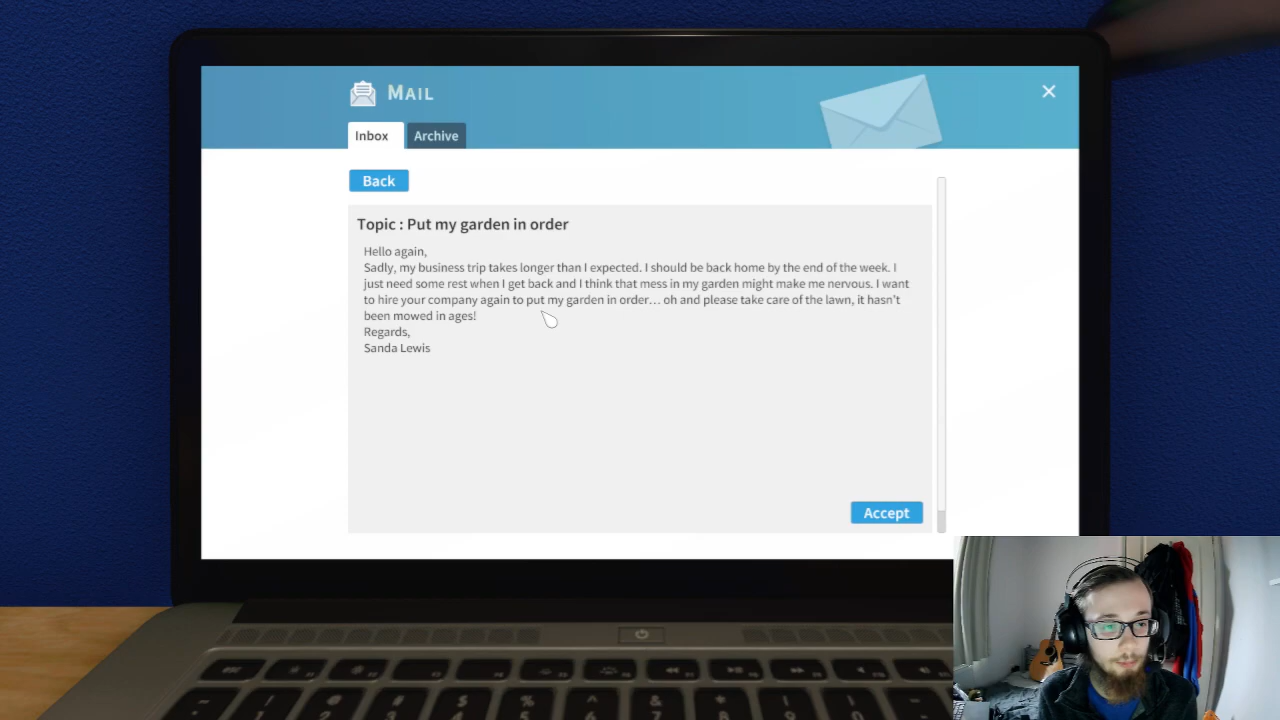 MAIL
Inbox
Archive
Back
Topic : Put my garden in order
Hello again,
Sadly, my business trip takes longer than I expected. I should be back home by the end of the week. I
just need some rest when I get back and I think that mess in my garden might make me nervous. I want
to hire your company again to put my garden in order... oh and please take care of the lawn, it hasn't
been mowed in ages!
Regards,
Sanda Lewis
Accept